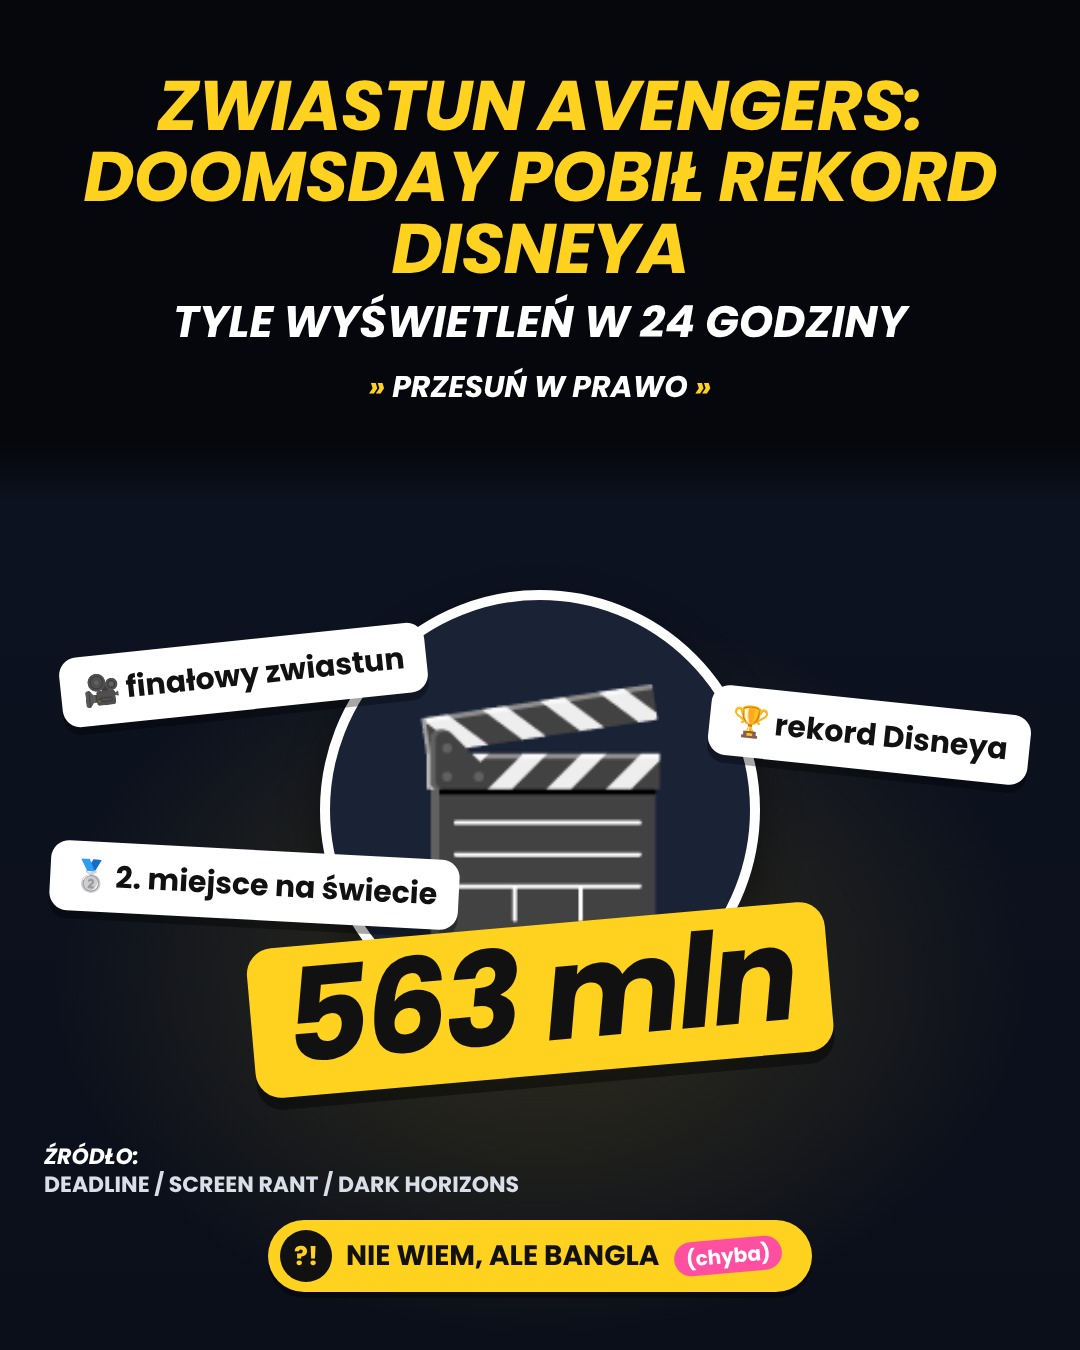 ZWIASTUN AVENGERS:
DOOMSDAY POBIŁ REKORD
DISNEYA
TYLE WYŚWIETLEŃ W 24 GODZINY
» PRZESUŃ W PRAWO »
finałowy zwiastun
rekord Disneya
2. miejsce na świecie
563 mln
ŹRÓDŁO:
DEADLINE / SCREEN RANT / DARK HORIZONS
?! NIE WIEM, ALE BANGLA (chyba)